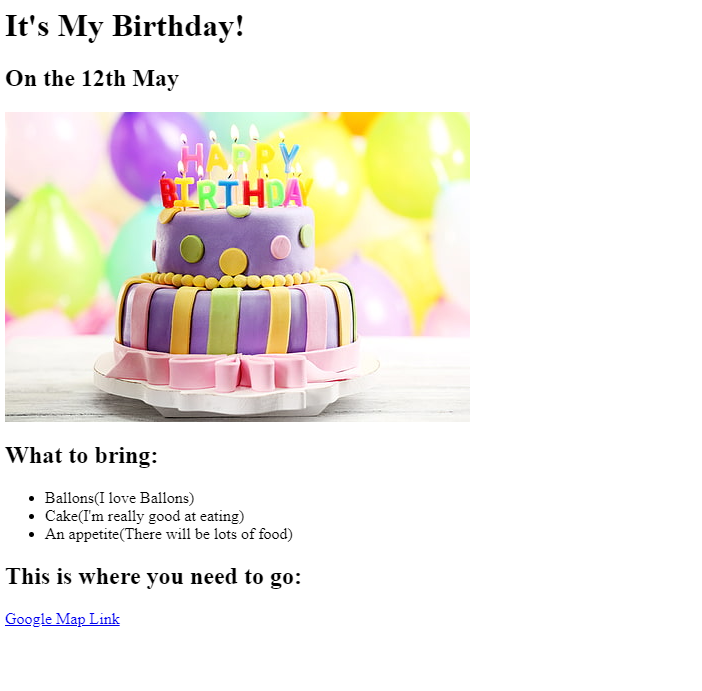 It's My Birthday!
On the 12th May
HAPPY
BIRTHDAY
What to bring:
Ballons(I love Ballons)
Cake(I'm really good at eating)
An appetite(There will be lots of food)
This is where you need to go:
Google Map Link